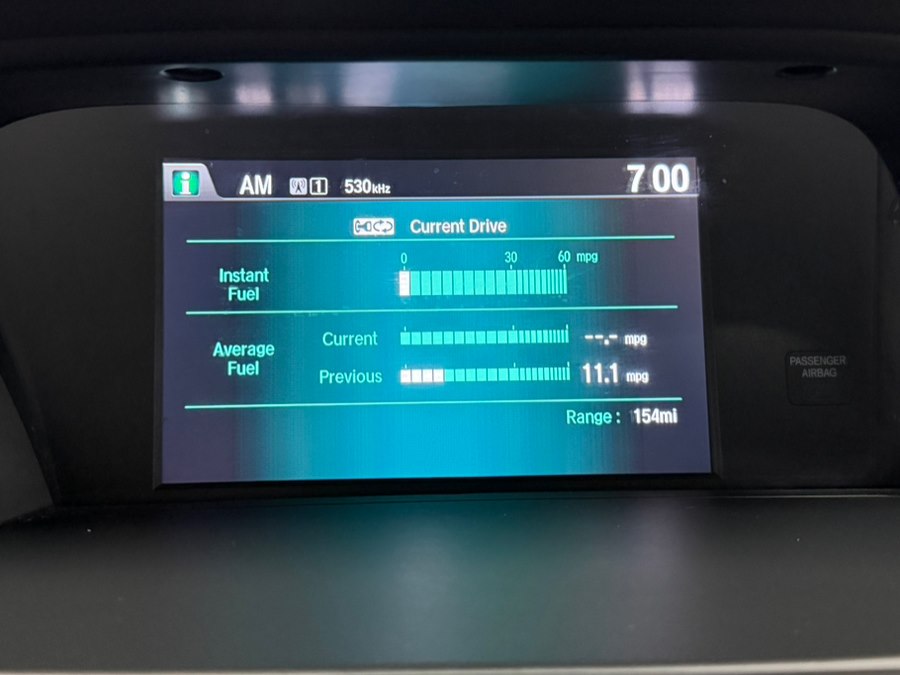 i AM 1 530kHz 7:00
Current Drive
0 30 60 mpg
Instant
Fuel
Average
Fuel
Current --.- mpg
Previous 11.1 mpg
Range : 154mi
PASSENGER
AIRBAG